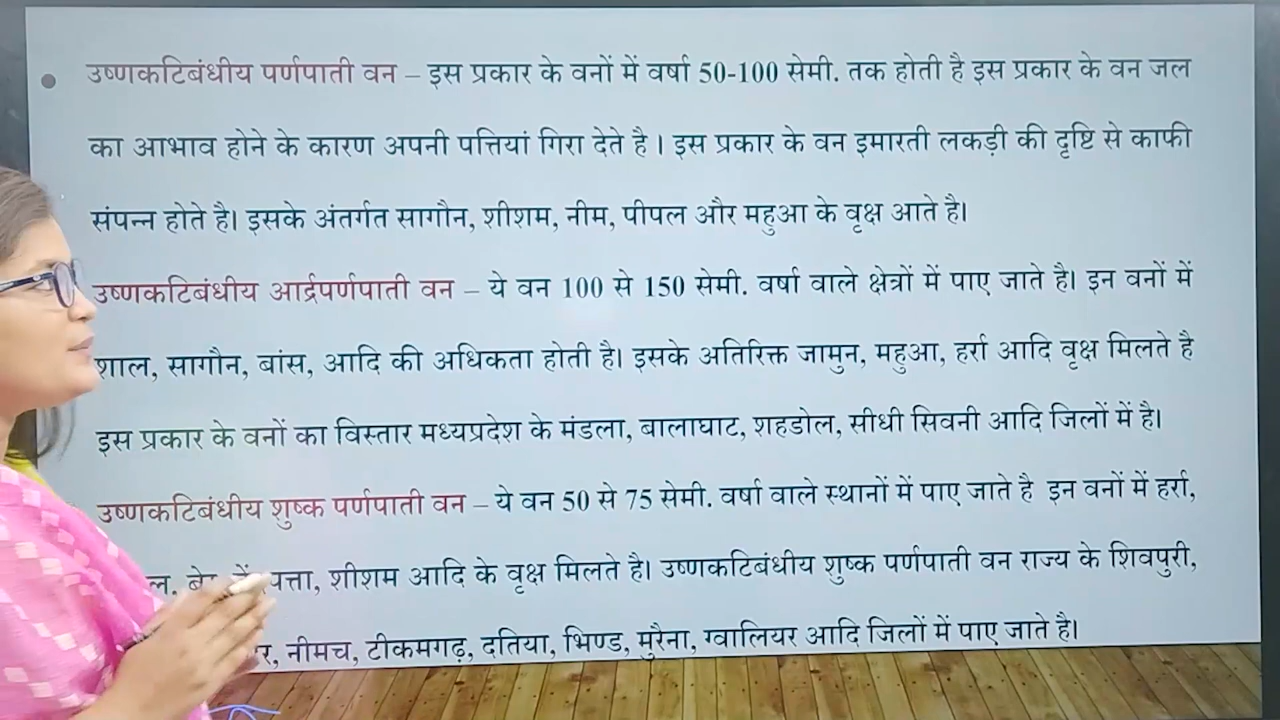 उष्णकटिबंधीय पर्णपाती वन – इस प्रकार के वनों में वर्षा 50-100 सेमी. तक होती है इस प्रकार के वन जल
का आभाव होने के कारण अपनी पत्तियां गिरा देते है । इस प्रकार के वन इमारती लकड़ी की दृष्टि से काफी
संपन्न होते है। इसके अंतर्गत सागौन, शीशम, नीम, पीपल और महुआ के वृक्ष आते है।
उष्णकटिबंधीय आर्द्रपर्णपाती वन – ये वन 100 से 150 सेमी. वर्षा वाले क्षेत्रों में पाए जाते है। इन वनों में
शाल, सागौन, बांस, आदि की अधिकता होती है। इसके अतिरिक्त जामुन, महुआ, हर्रा आदि वृक्ष मिलते है
इस प्रकार के वनों का विस्तार मध्यप्रदेश के मंडला, बालाघाट, शहडोल, सीधी सिवनी आदि जिलों में है।
उष्णकटिबंधीय शुष्क पर्णपाती वन – ये वन 50 से 75 सेमी. वर्षा वाले स्थानों में पाए जाते है इन वनों में हर्रा,
शीशम आदि के वृक्ष मिलते है। उष्णकटिबंधीय शुष्क पर्णपाती वन राज्य के शिवपुरी,
नीमच, टीकमगढ़, दतिया, भिण्ड, मुरैना, ग्वालियर आदि जिलों में पाए जाते है।